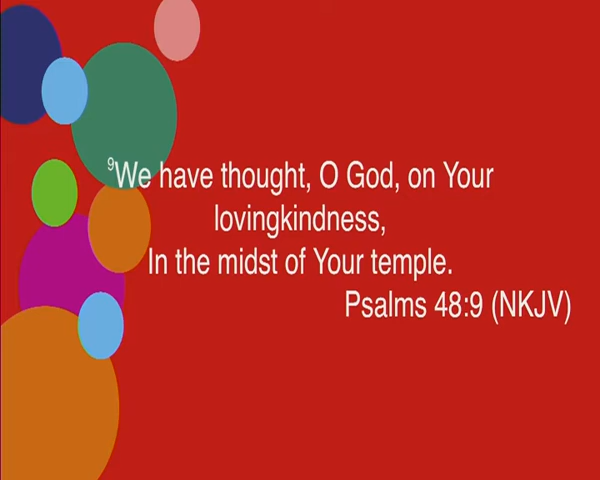 ⁹We have thought, O God, on Your
lovingkindness,
In the midst of Your temple.
Psalms 48:9 (NKJV)